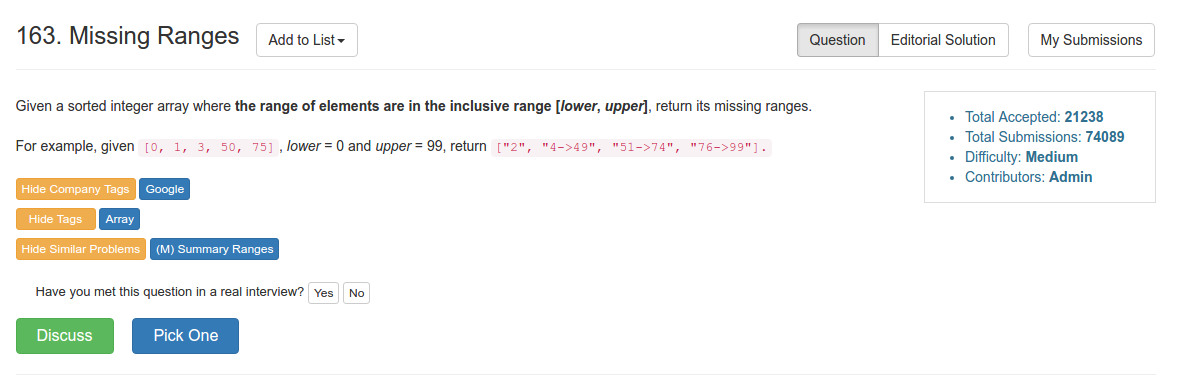 163. Missing Ranges Add to List Question Editorial Solution My Submissions
Given a sorted integer array where the range of elements are in the inclusive range [lower, upper], return its missing ranges.
For example, given [0, 1, 3, 50, 75] , lower = 0 and upper = 99, return ["2", "4->49", "51->74", "76->99"].
Total Accepted: 21238
Total Submissions: 74089
Difficulty: Medium
Contributors: Admin
Hide Company Tags Google
Hide Tags Array
Hide Similar Problems (M) Summary Ranges
Have you met this question in a real interview? Yes No
Discuss Pick One